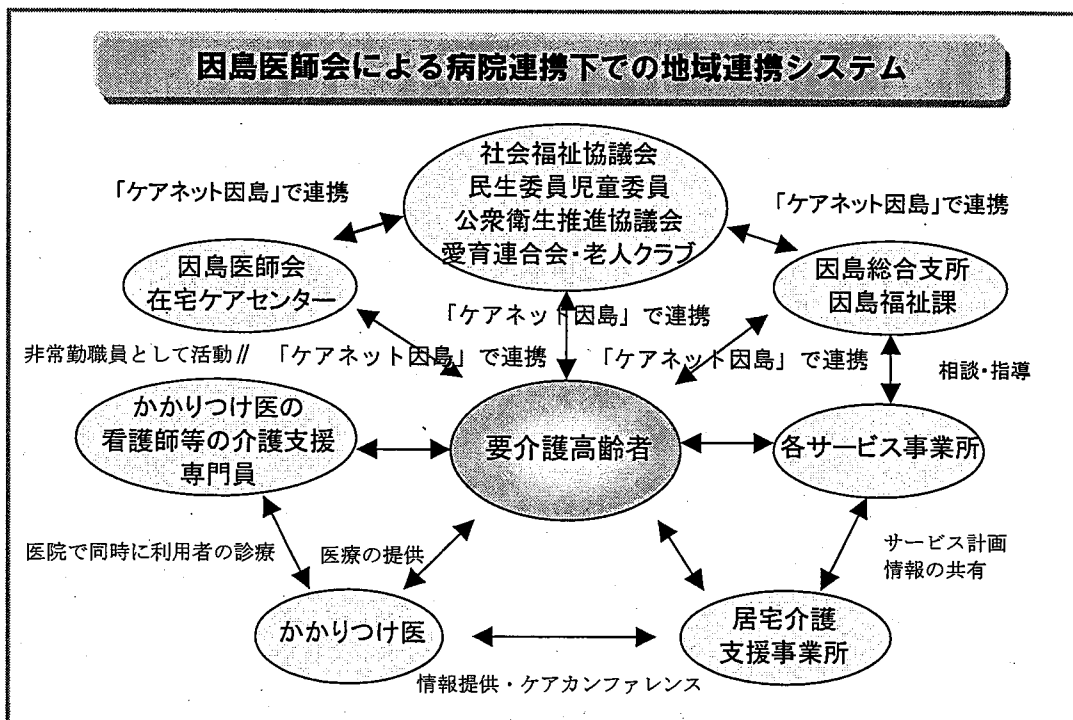 因島医師会による病院連携下での地域連携システム
社会福祉協議会
民生委員児童委員
公衆衛生推進協議会
愛育連合会・老人クラブ
「ケアネット因島」で連携
「ケアネット因島」で連携
因島医師会
在宅ケアセンター
因島総合支所
因島福祉課
「ケアネット因島」で連携
非常勤職員として活動//
「ケアネット因島」で連携
「ケアネット因島」で連携
相談・指導
かかりつけ医の
看護師等の介護支援
専門員
要介護高齢者
各サービス事業所
医院で同時に利用者の診療
医療の提供
サービス計画
情報の共有
かかりつけ医
居宅介護
支援事業所
情報提供・ケアカンファレンス